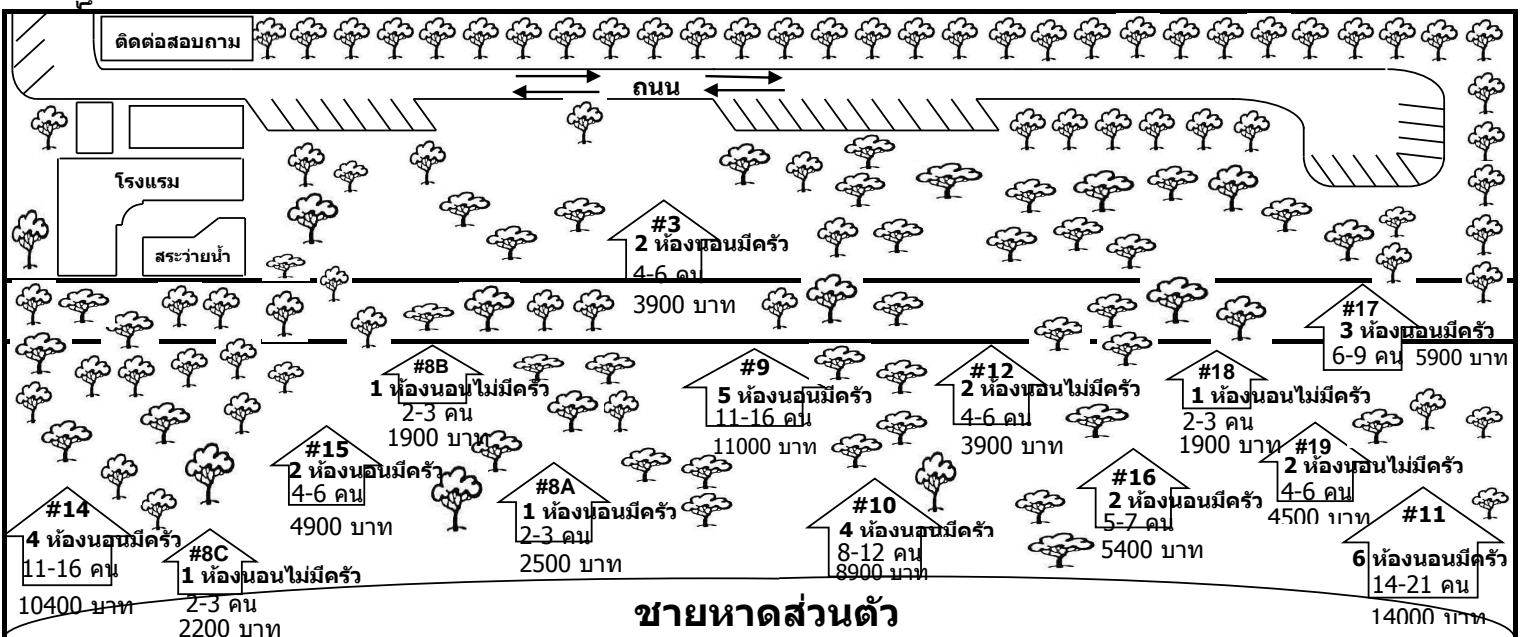 ติดต่อสอบถาม
ถนน
โรงแรม
สระว่ายน้ำ
#3
2 ห้องนอนมีครัว
4-6 คน
3900 บาท
#17
3 ห้องนอนมีครัว
6-9 คน 5900 บาท
#8B
1 ห้องนอนไม่มีครัว
2-3 คน
1900 บาท
#9
5 ห้องนอนมีครัว
11-16 คน
11000 บาท
#12
2 ห้องนอนไม่มีครัว
4-6 คน
3900 บาท
#18
1 ห้องนอนไม่มีครัว
2-3 คน
1900 บาท
#15
2 ห้องนอนมีครัว
4-6 คน
4900 บาท
#19
2 ห้องนอนไม่มีครัว
4-6 คน
4500 บาท
#8A
1 ห้องนอนมีครัว
2-3 คน
2500 บาท
#16
2 ห้องนอนมีครัว
5-7 คน
5400 บาท
#14
4 ห้องนอนมีครัว
11-16 คน
10400 บาท
#8C
1 ห้องนอนไม่มีครัว
2-3 คน
2200 บาท
#10
4 ห้องนอนมีครัว
8-12 คน
8900 บาท
#11
6 ห้องนอนมีครัว
14-21 คน
14000 บาท
ชายหาดส่วนตัว